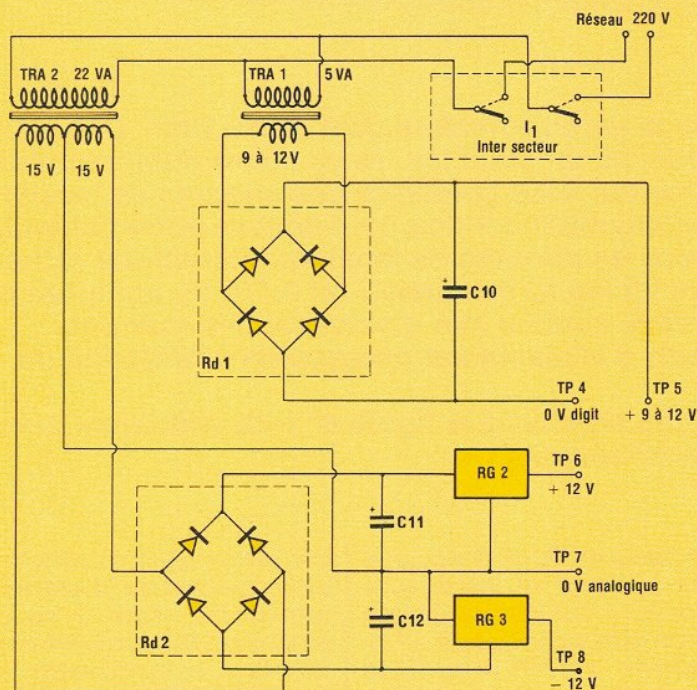 Réseau 220 V
TRA 2 22 VA
TRA 1 5 VA
I1
Inter secteur
15 V 15 V
9 à 12 V
+ C10
Rd 1
TP 4
0 V digit
TP 5
+ 9 à 12 V
RG 2
TP 6
+ 12 V
+ C11
TP 7
0 V analogique
+ C12
RG 3
Rd 2
TP 8
− 12 V